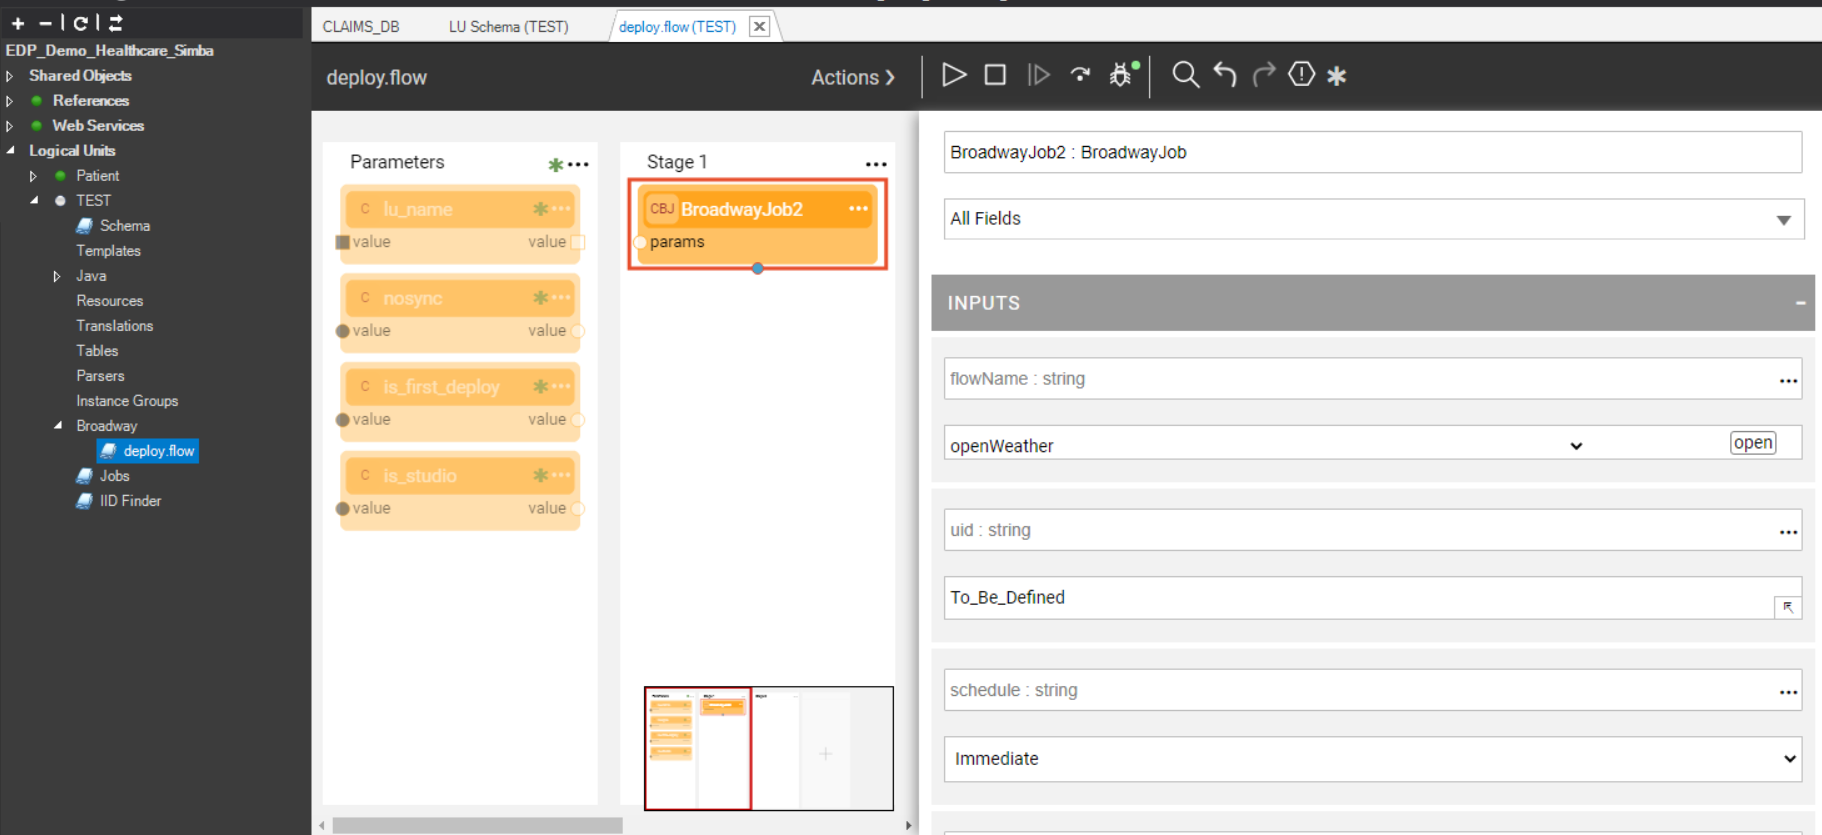 EDP_Demo_Healthcare_Simba
Shared Objects
References
Web Services
Logical Units
Patient
TEST
Schema
Templates
Java
Resources
Translations
Tables
Parsers
Instance Groups
Broadway
deploy.flow
Jobs
IID Finder
CLAIMS_DB
LU Schema (TEST)
deploy.flow (TEST)
deploy.flow
Actions
Parameters
C lu_name
value value
C nosync
value value
C is_first_deploy
value value
C is_studio
value value
Stage 1
CBJ BroadwayJob2
params
BroadwayJob2 : BroadwayJob
All Fields
INPUTS
flowName : string
openWeather
open
uid : string
To_Be_Defined
schedule : string
Immediate